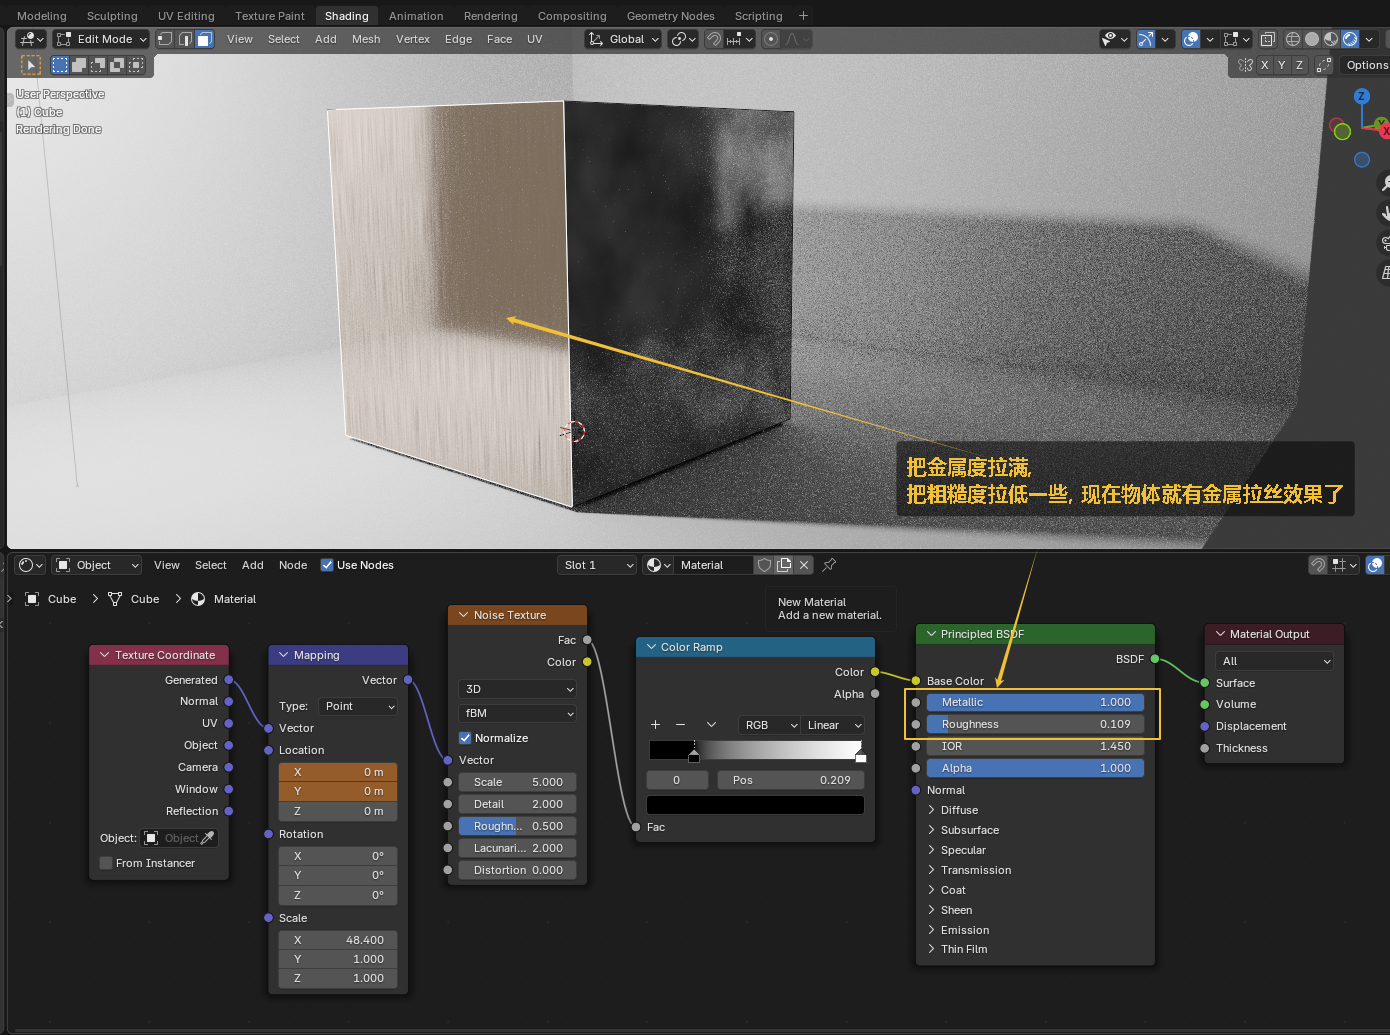 Modeling Sculpting UV Editing Texture Paint Shading Animation Rendering Compositing Geometry Nodes Scripting +
Edit Mode View Select Add Mesh Vertex Edge Face UV Global
X Y Z Options
User Perspective
(1) Cube
Rendering Done
Z
Y
X
把金属度拉满,
把粗糙度拉低一些, 现在物体就有金属拉丝效果了
Object View Select Add Node Use Nodes Slot 1 Material
Cube > Cube > Material
New Material
Add a new material.
Texture Coordinate
Generated
Normal
UV
Object
Camera
Window
Reflection
Object: Object
From Instancer
Mapping
Vector
Type: Point
Vector
Location
X 0 m
Y 0 m
Z 0 m
Rotation
X 0°
Y 0°
Z 0°
Scale
X 48.400
Y 1.000
Z 1.000
Noise Texture
Fac
Color
3D
fBM
Normalize
Vector
Scale 5.000
Detail 2.000
Roughn... 0.500
Lacunari... 2.000
Distortion 0.000
Color Ramp
Color
Alpha
+ − RGB Linear
0 Pos 0.209
Fac
Principled BSDF
BSDF
Base Color
Metallic 1.000
Roughness 0.109
IOR 1.450
Alpha 1.000
Normal
Diffuse
Subsurface
Specular
Transmission
Coat
Sheen
Emission
Thin Film
Material Output
All
Surface
Volume
Displacement
Thickness